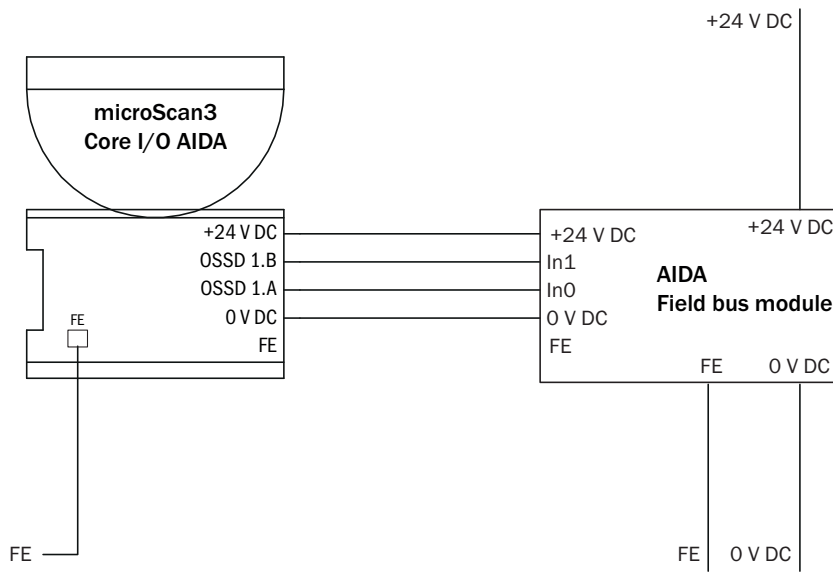 +24 V DC
microScan3
Core I/O AIDA
+24 V DC
OSSD 1.B
OSSD 1.A
0 V DC
FE
FE
+24 V DC
In1
In0
0 V DC
FE
+24 V DC
AIDA
Field bus module
FE
0 V DC
FE
FE
0 V DC